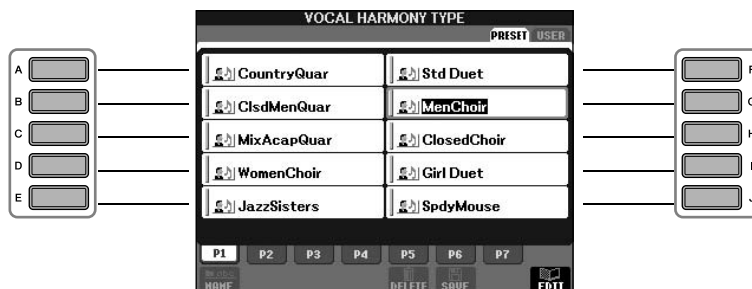 VOCAL HARMONY TYPE
PRESET USER
A CountryQuar Std Duet
B ClsdMenQuar MenChoir
C MixAcapQuar ClosedChoir
D WomenChoir Girl Duet
E JazzSisters SpdyMouse
P1 P2 P3 P4 P5 P6 P7
NAME DELETE SAVE EDIT